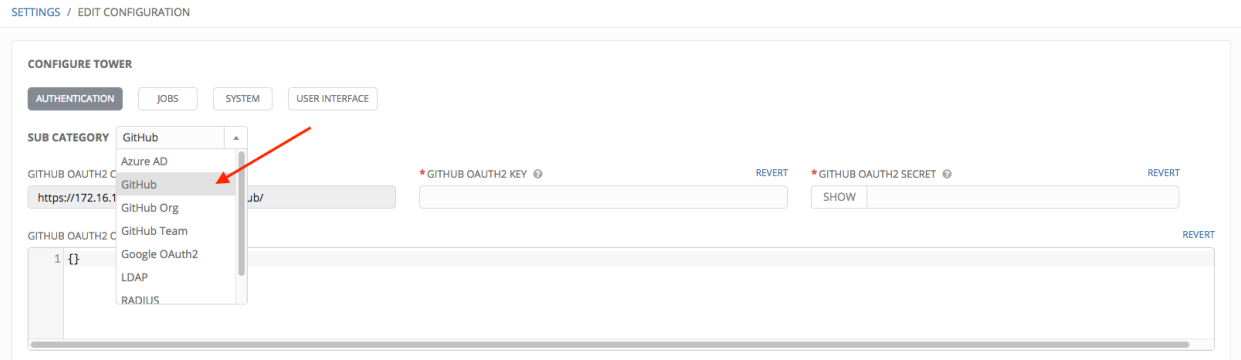 SETTINGS / EDIT CONFIGURATION
CONFIGURE TOWER
AUTHENTICATION JOBS SYSTEM USER INTERFACE
SUB CATEGORY GitHub
Azure AD
GitHub
GitHub Org
GitHub Team
Google OAuth2
LDAP
RADIUS
GITHUB OAUTH2 * GITHUB OAUTH2 KEY REVERT * GITHUB OAUTH2 SECRET REVERT
https://172.16.1 ub/ SHOW
GITHUB OAUTH2 REVERT
1 {}